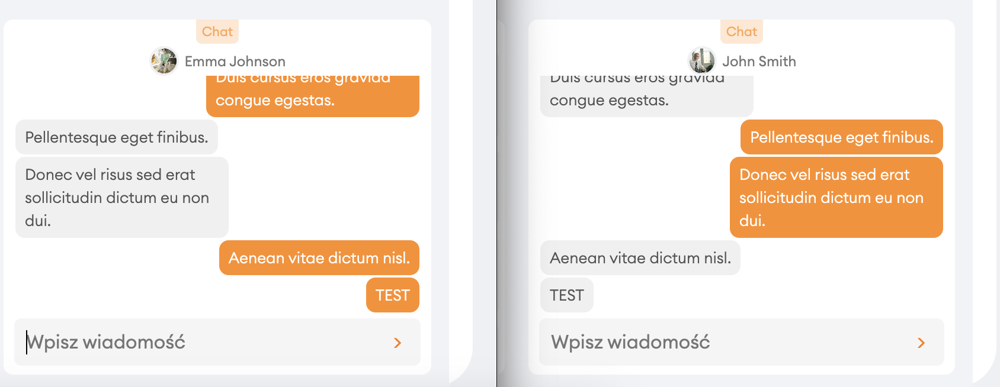 Chat
Emma Johnson
Duis cursus eros gravida
congue egestas.
Pellentesque eget finibus.
Donec vel risus sed erat
sollicitudin dictum eu non
dui.
Aenean vitae dictum nisl.
TEST
Wpisz wiadomość
Chat
John Smith
Duis cursus eros gravida
congue egestas.
Pellentesque eget finibus.
Donec vel risus sed erat
sollicitudin dictum eu non
dui.
Aenean vitae dictum nisl.
TEST
Wpisz wiadomość